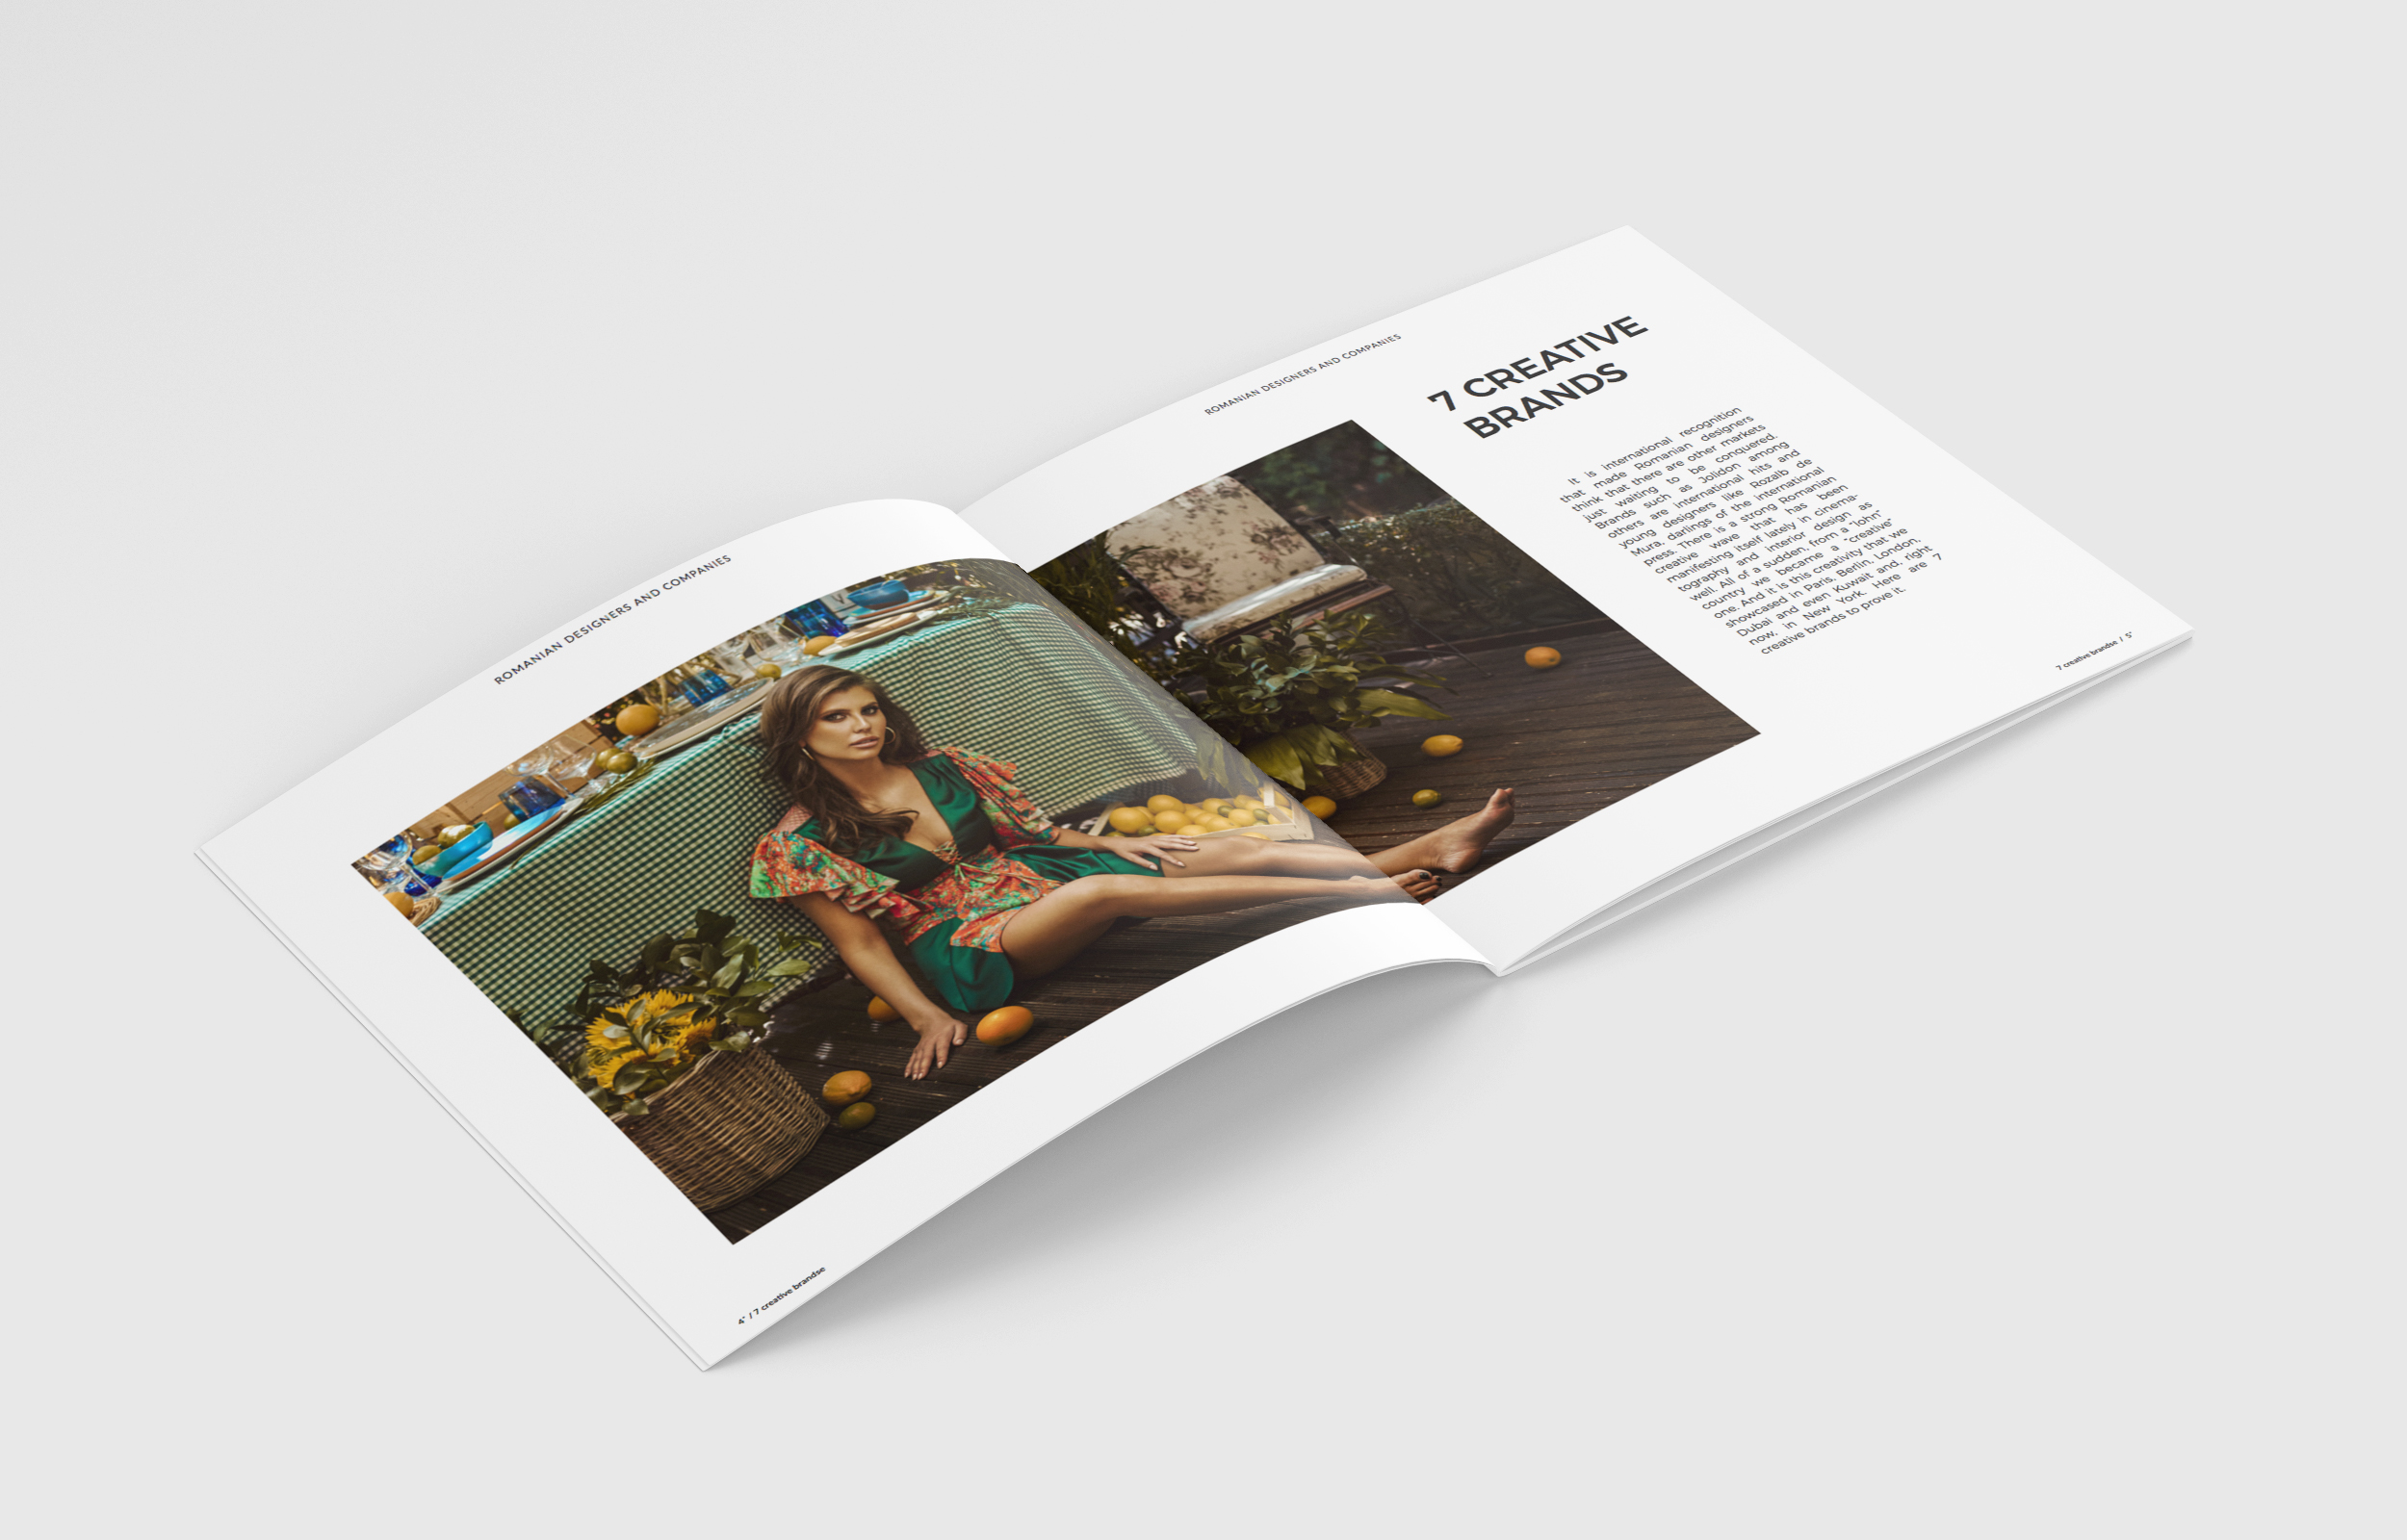 ROMANIAN DESIGNERS AND COMPANIES
4" / 7 creative brandse
ROMANIAN DESIGNERS AND COMPANIES
7 CREATIVE
BRANDS
It is international recognition
that made Romanian designers
think that there are other markets
just waiting to be conquered.
Brands such as Jolidon among
others are international hits and
young designers like Rozalb de
Mura, darlings of the international
press. There is a strong Romanian
creative wave that has been
manifesting itself lately in cinema-
tography and interior design as
well. All of a sudden, from a "john"
country we became a "creative"
one. And it is this creativity that we
showcased in Paris, Berlin, London,
Dubai and even Kuwait and, right
now, in New York. Here are 7
creative brands to prove it.
7 creative brandse / 5"